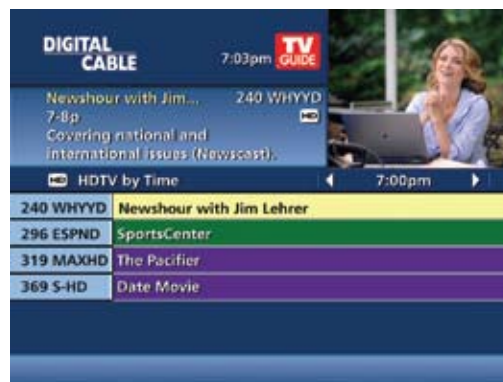 DIGITAL
CABLE
7:03pm
TV
GUIDE
Newshour with Jim... 240 WHYYD
7-8p HD
Covering national and
international issues (Newscast).
HD HDTV by Time 7:00pm
240 WHYYD Newshour with Jim Lehrer
296 ESPND SportsCenter
319 MAXHD The Pacifier
369 S-HD Date Movie